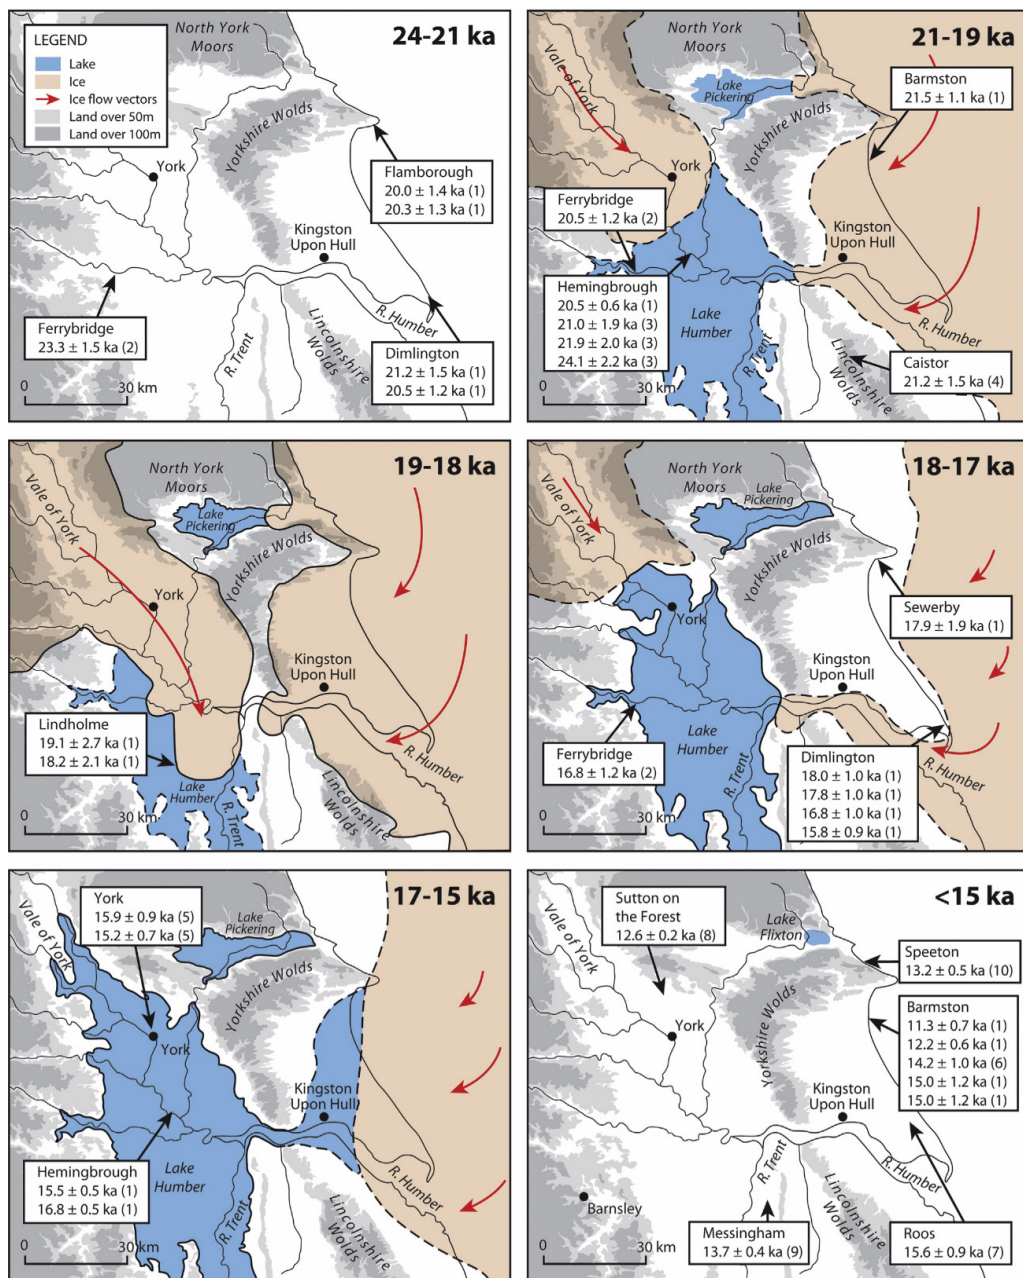 24-21 ka
LEGEND
Lake
Ice
Ice flow vectors
Land over 50m
Land over 100m
North York
Moors
Yorkshire Wolds
York
Flamborough
20.0 ± 1.4 ka (1)
20.3 ± 1.3 ka (1)
Kingston
Upon Hull
Ferrybridge
23.3 ± 1.5 ka (2)
R. Humber
R. Trent
Lincolnshire
Wolds
Dimlington
21.2 ± 1.5 ka (1)
20.5 ± 1.2 ka (1)
0
30 km
21-19 ka
North York
Moors
Vale of York
Lake
Pickering
Barmston
21.5 ± 1.1 ka (1)
Yorkshire Wolds
York
Ferrybridge
20.5 ± 1.2 ka (2)
Kingston
Upon Hull
Hemingbrough
20.5 ± 0.6 ka (1)
21.0 ± 1.9 ka (3)
21.9 ± 2.0 ka (3)
24.1 ± 2.2 ka (3)
Lake
Humber
R. Humber
R. Trent
Lincolnshire
Wolds
Caistor
21.2 ± 1.5 ka (4)
0
30 km
19-18 ka
North York
Moors
Vale of York
Lake
Pickering
Yorkshire Wolds
York
Kingston
Upon Hull
Lindholme
19.1 ± 2.7 ka (1)
18.2 ± 2.1 ka (1)
R. Humber
Lake
Humber
R. Trent
Lincolnshire
Wolds
0
30 km
18-17 ka
North York
Moors
Vale of York
Lake
Pickering
Yorkshire Wolds
York
Sewerby
17.9 ± 1.9 ka (1)
Kingston
Upon Hull
Ferrybridge
16.8 ± 1.2 ka (2)
Lake
Humber
R. Trent
R. Humber
Dimlington
18.0 ± 1.0 ka (1)
17.8 ± 1.0 ka (1)
16.8 ± 1.0 ka (1)
15.8 ± 0.9 ka (1)
0
30 km
17-15 ka
York
15.9 ± 0.9 ka (5)
15.2 ± 0.7 ka (5)
Vale of York
Lake
Pickering
Yorkshire Wolds
York
Kingston
Upon Hull
Hemingbrough
15.5 ± 0.5 ka (1)
16.8 ± 0.5 ka (1)
Lake
Humber
R. Trent
R. Humber
Lincolnshire
Wolds
0
30 km
<15 ka
Sutton on
the Forest
12.6 ± 0.2 ka (8)
Vale of York
Lake
Flixton
Speeton
13.2 ± 0.5 ka (10)
Yorkshire Wolds
York
Barmston
11.3 ± 0.7 ka (1)
12.2 ± 0.6 ka (1)
14.2 ± 1.0 ka (6)
15.0 ± 1.2 ka (1)
15.0 ± 1.2 ka (1)
Kingston
Upon Hull
R. Trent
R. Humber
Barnsley
Lincolnshire
Wolds
Messingham
13.7 ± 0.4 ka (9)
Roos
15.6 ± 0.9 ka (7)
0
30 km